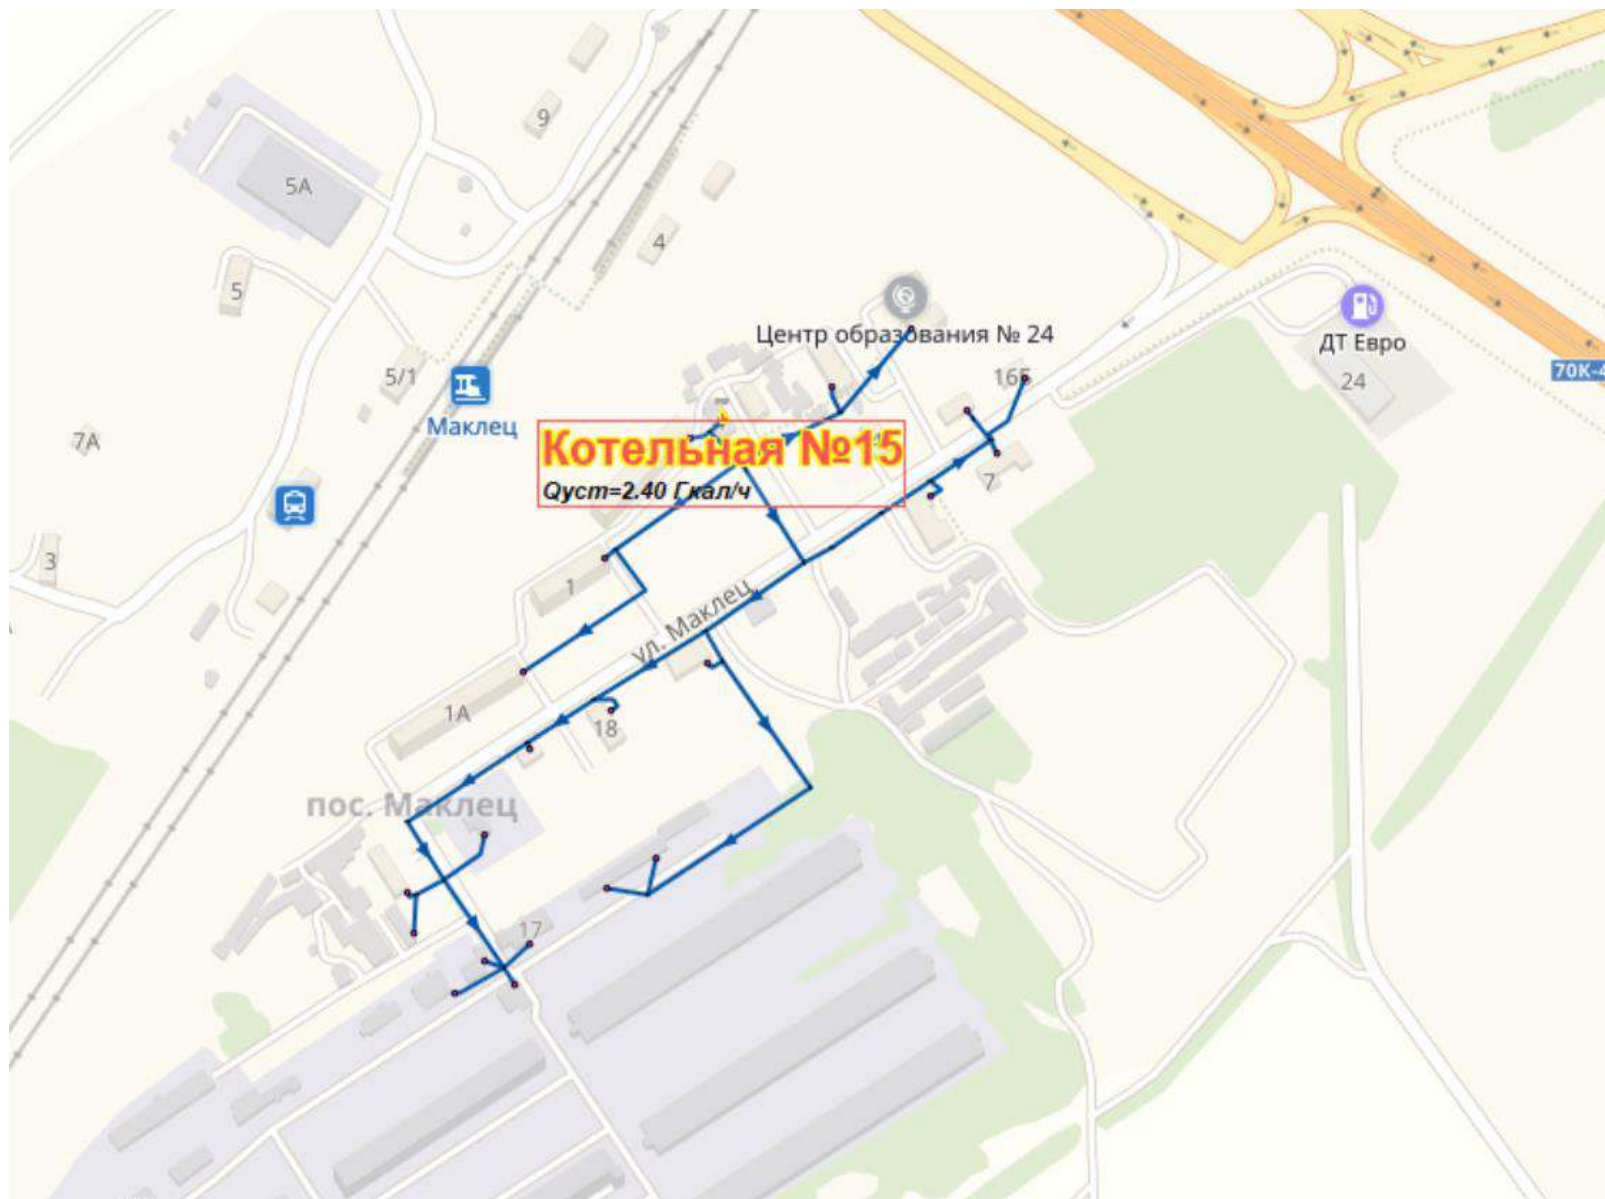 9
5А
4
5
Центр образования № 24
ДТ Евро
5/1
16Б
24
70К-4
Маклец
7А
Котельная №15
Qуст=2.40 Гкал/ч
7
3
1
ул. Маклец
1А
18
пос. Маклец
17